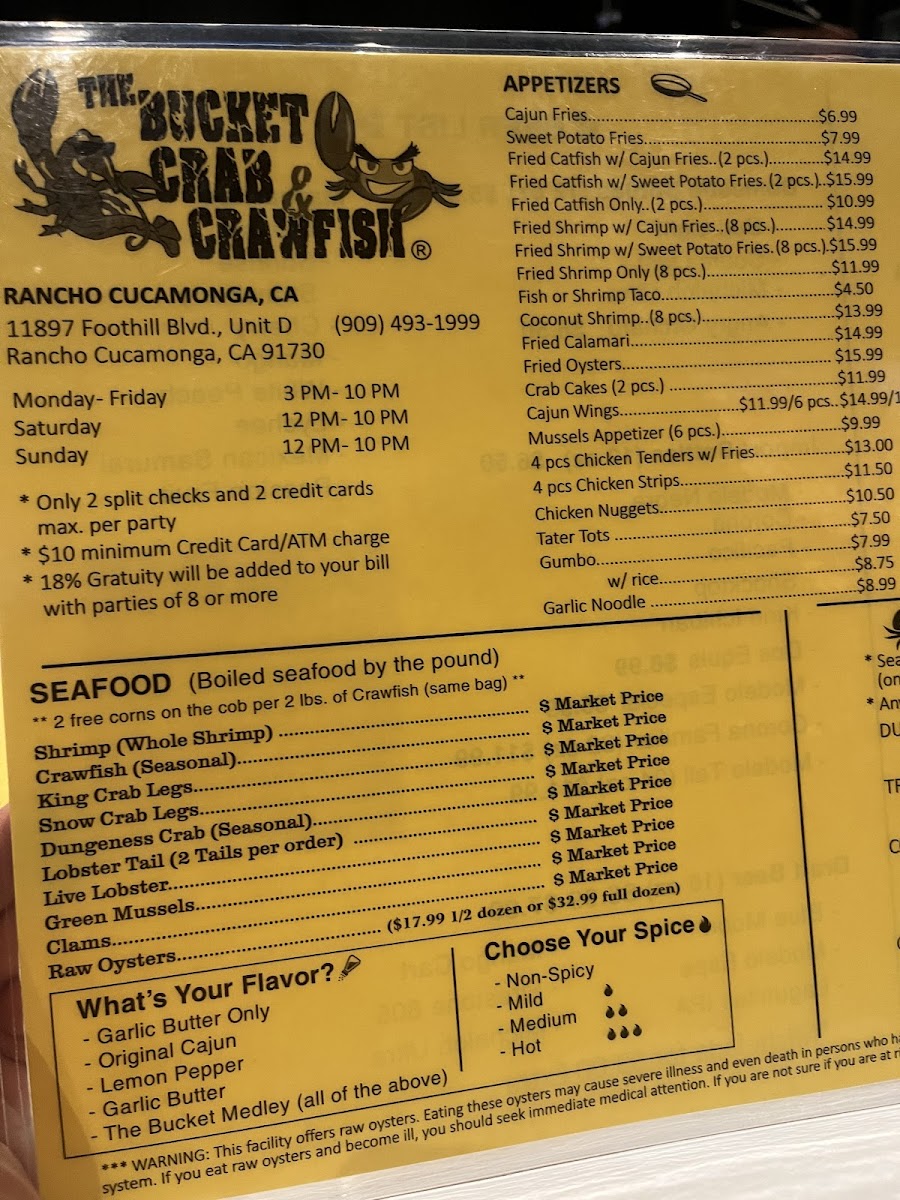 THE
BUCKET
CRAB &
CRAWFISH ®
RANCHO CUCAMONGA, CA
11897 Foothill Blvd., Unit D (909) 493-1999
Rancho Cucamonga, CA 91730
Monday- Friday 3 PM- 10 PM
Saturday 12 PM- 10 PM
Sunday 12 PM- 10 PM
* Only 2 split checks and 2 credit cards
max. per party
* $10 minimum Credit Card/ATM charge
* 18% Gratuity will be added to your bill
with parties of 8 or more
APPETIZERS
Cajun Fries $6.99
Sweet Potato Fries $7.99
Fried Catfish w/ Cajun Fries..(2 pcs.) $14.99
Fried Catfish w/ Sweet Potato Fries.(2 pcs.)..$15.99
Fried Catfish Only..(2 pcs.) $10.99
Fried Shrimp w/ Cajun Fries..(8 pcs.) $14.99
Fried Shrimp w/ Sweet Potato Fries.(8 pcs.).$15.99
Fried Shrimp Only (8 pcs.) $11.99
Fish or Shrimp Taco $4.50
Coconut Shrimp..(8 pcs.) $13.99
Fried Calamari $14.99
Fried Oysters $15.99
Crab Cakes (2 pcs.) $11.99
Cajun Wings $11.99/6 pcs..$14.99/1
Mussels Appetizer (6 pcs.) $9.99
4 pcs Chicken Tenders w/ Fries $13.00
4 pcs Chicken Strips $11.50
Chicken Nuggets $10.50
Tater Tots $7.50
Gumbo $7.99
w/ rice $8.75
Garlic Noodle $8.99
SEAFOOD (Boiled seafood by the pound)
** 2 free corns on the cob per 2 lbs. of Crawfish (same bag) **
Shrimp (Whole Shrimp) $ Market Price
Crawfish (Seasonal) $ Market Price
King Crab Legs $ Market Price
Snow Crab Legs $ Market Price
Dungeness Crab (Seasonal) $ Market Price
Lobster Tail (2 Tails per order) $ Market Price
Live Lobster $ Market Price
Green Mussels $ Market Price
Clams $ Market Price
Raw Oysters ($17.99 1/2 dozen or $32.99 full dozen)
What's Your Flavor?
- Garlic Butter Only
- Original Cajun
- Lemon Pepper
- Garlic Butter
- The Bucket Medley (all of the above)
Choose Your Spice
- Non-Spicy
- Mild
- Medium
- Hot
*** WARNING: This facility offers raw oysters. Eating these oysters may cause severe illness and even death in persons who
system. If you eat raw oysters and become ill, you should seek immediate medical attention. If you are not sure if you are at